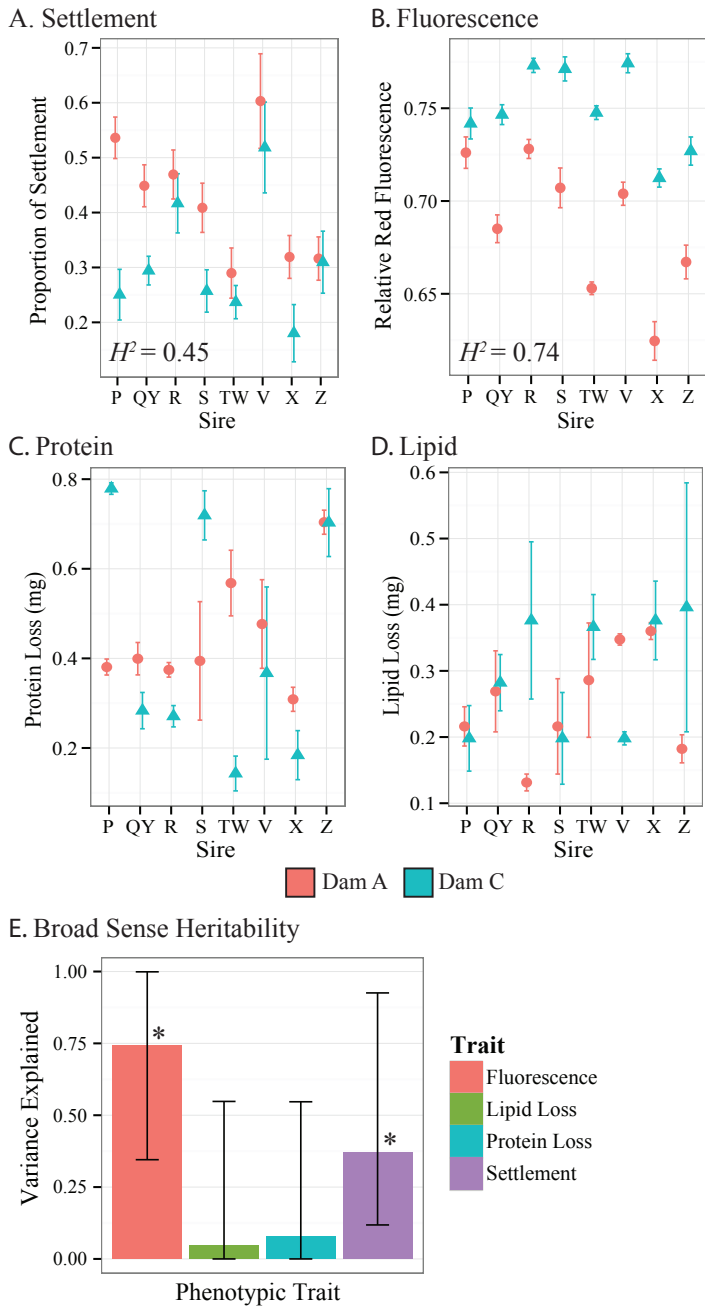 A. Settlement
Proportion of Settlement
0.7
0.6
0.5
0.4
0.3
0.2
H² = 0.45
P QY R S TW V X Z
Sire
B. Fluorescence
Relative Red Fluorescence
0.75
0.70
0.65
H² = 0.74
P QY R S TW V X Z
Sire
C. Protein
Protein Loss (mg)
0.8
0.6
0.4
0.2
P QY R S TW V X Z
Sire
D. Lipid
Lipid Loss (mg)
0.6
0.5
0.4
0.3
0.2
0.1
P QY R S TW V X Z
Sire
Dam A Dam C
E. Broad Sense Heritability
Variance Explained
1.00
0.75
0.50
0.25
0.00
*
*
Phenotypic Trait
Trait
Fluorescence
Lipid Loss
Protein Loss
Settlement